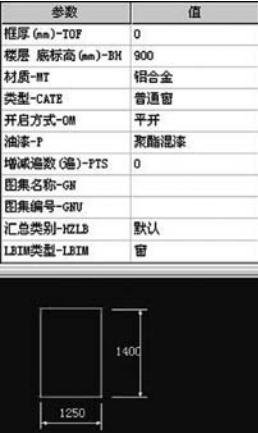 参数 值
框厚(mm)-TOF 0
楼层 底标高(mm)-BH 900
材质-MT 铝合金
类型-CATE 普通窗
开启方式-OM 平开
油漆-P 聚酯混漆
增减遍数(遍)-PTS 0
图集名称-GN
图集编号-GNU
汇总类别-HZLB 默认
LBIM类型-LBIM 窗
1400
1250